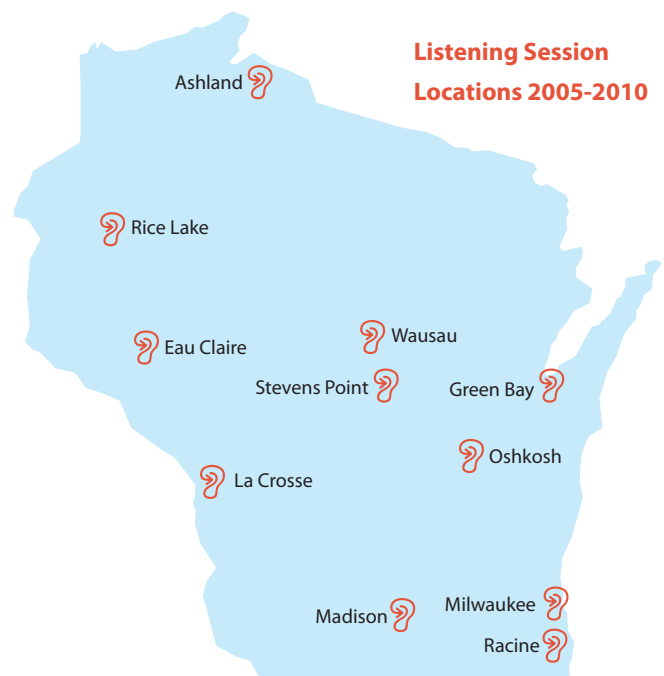 Listening Session
Locations 2005-2010
Ashland
Rice Lake
Wausau
Eau Claire
Stevens Point
Green Bay
Oshkosh
La Crosse
Milwaukee
Madison
Racine